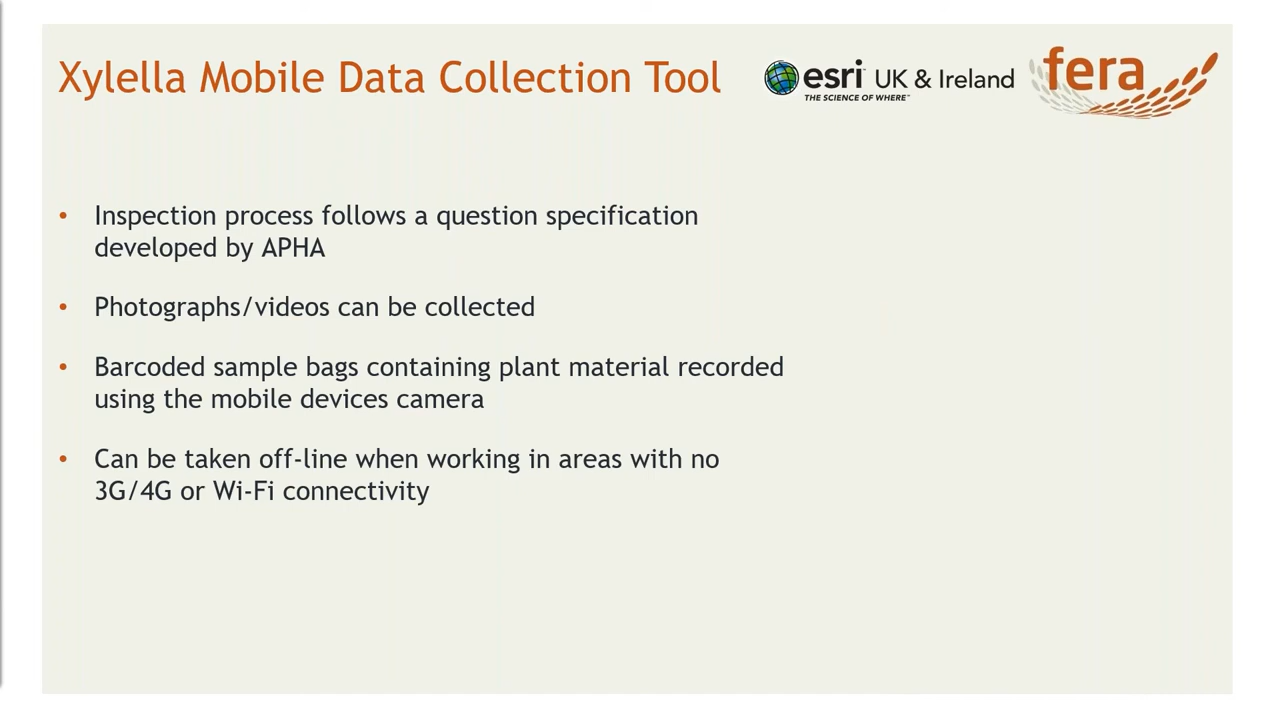 Xylella Mobile Data Collection Tool
esri UK & Ireland
THE SCIENCE OF WHERE™
fera
• Inspection process follows a question specification
developed by APHA
• Photographs/videos can be collected
• Barcoded sample bags containing plant material recorded
using the mobile devices camera
• Can be taken off-line when working in areas with no
3G/4G or Wi-Fi connectivity